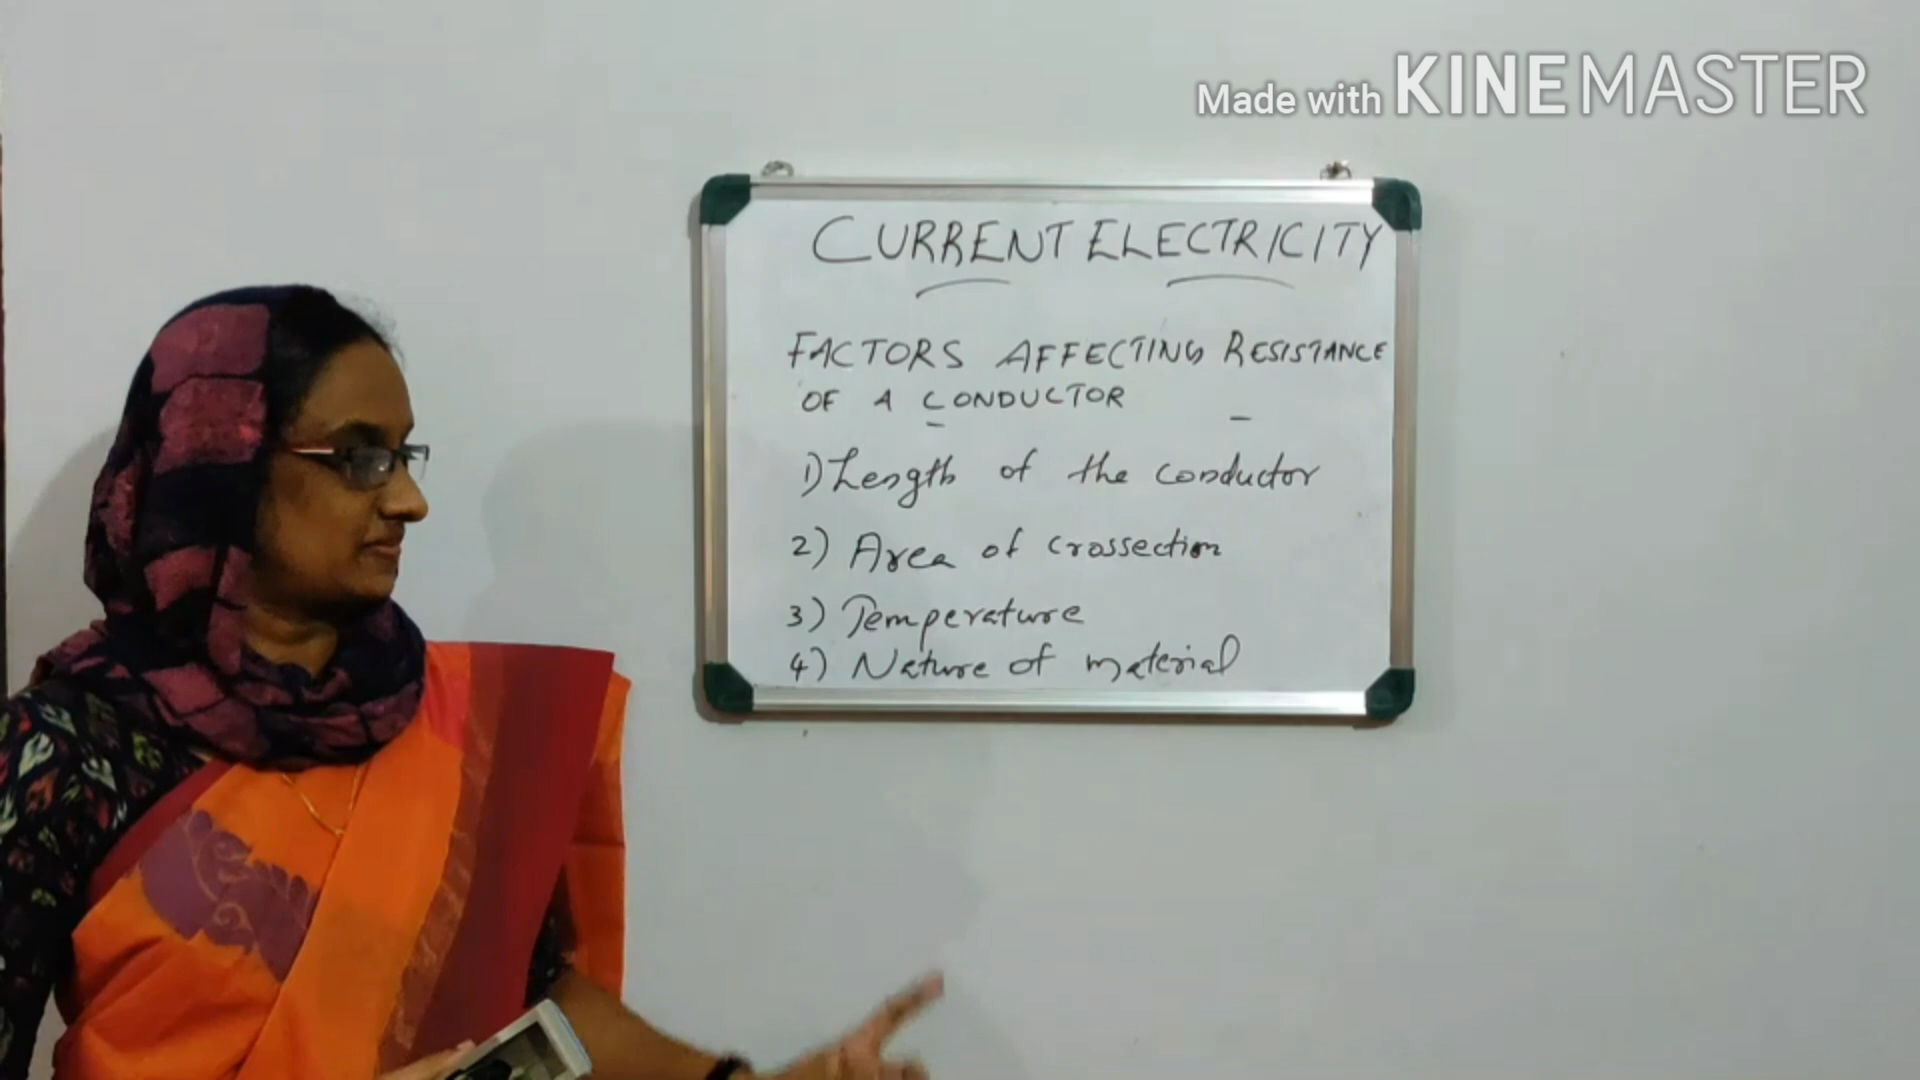 Made with KINEMASTER
CURRENT ELECTRICITY
FACTORS AFFECTING RESISTANCE
OF A CONDUCTOR
1) Length of the conductor
2) Area of crossection
3) Temperature
4) Nature of material